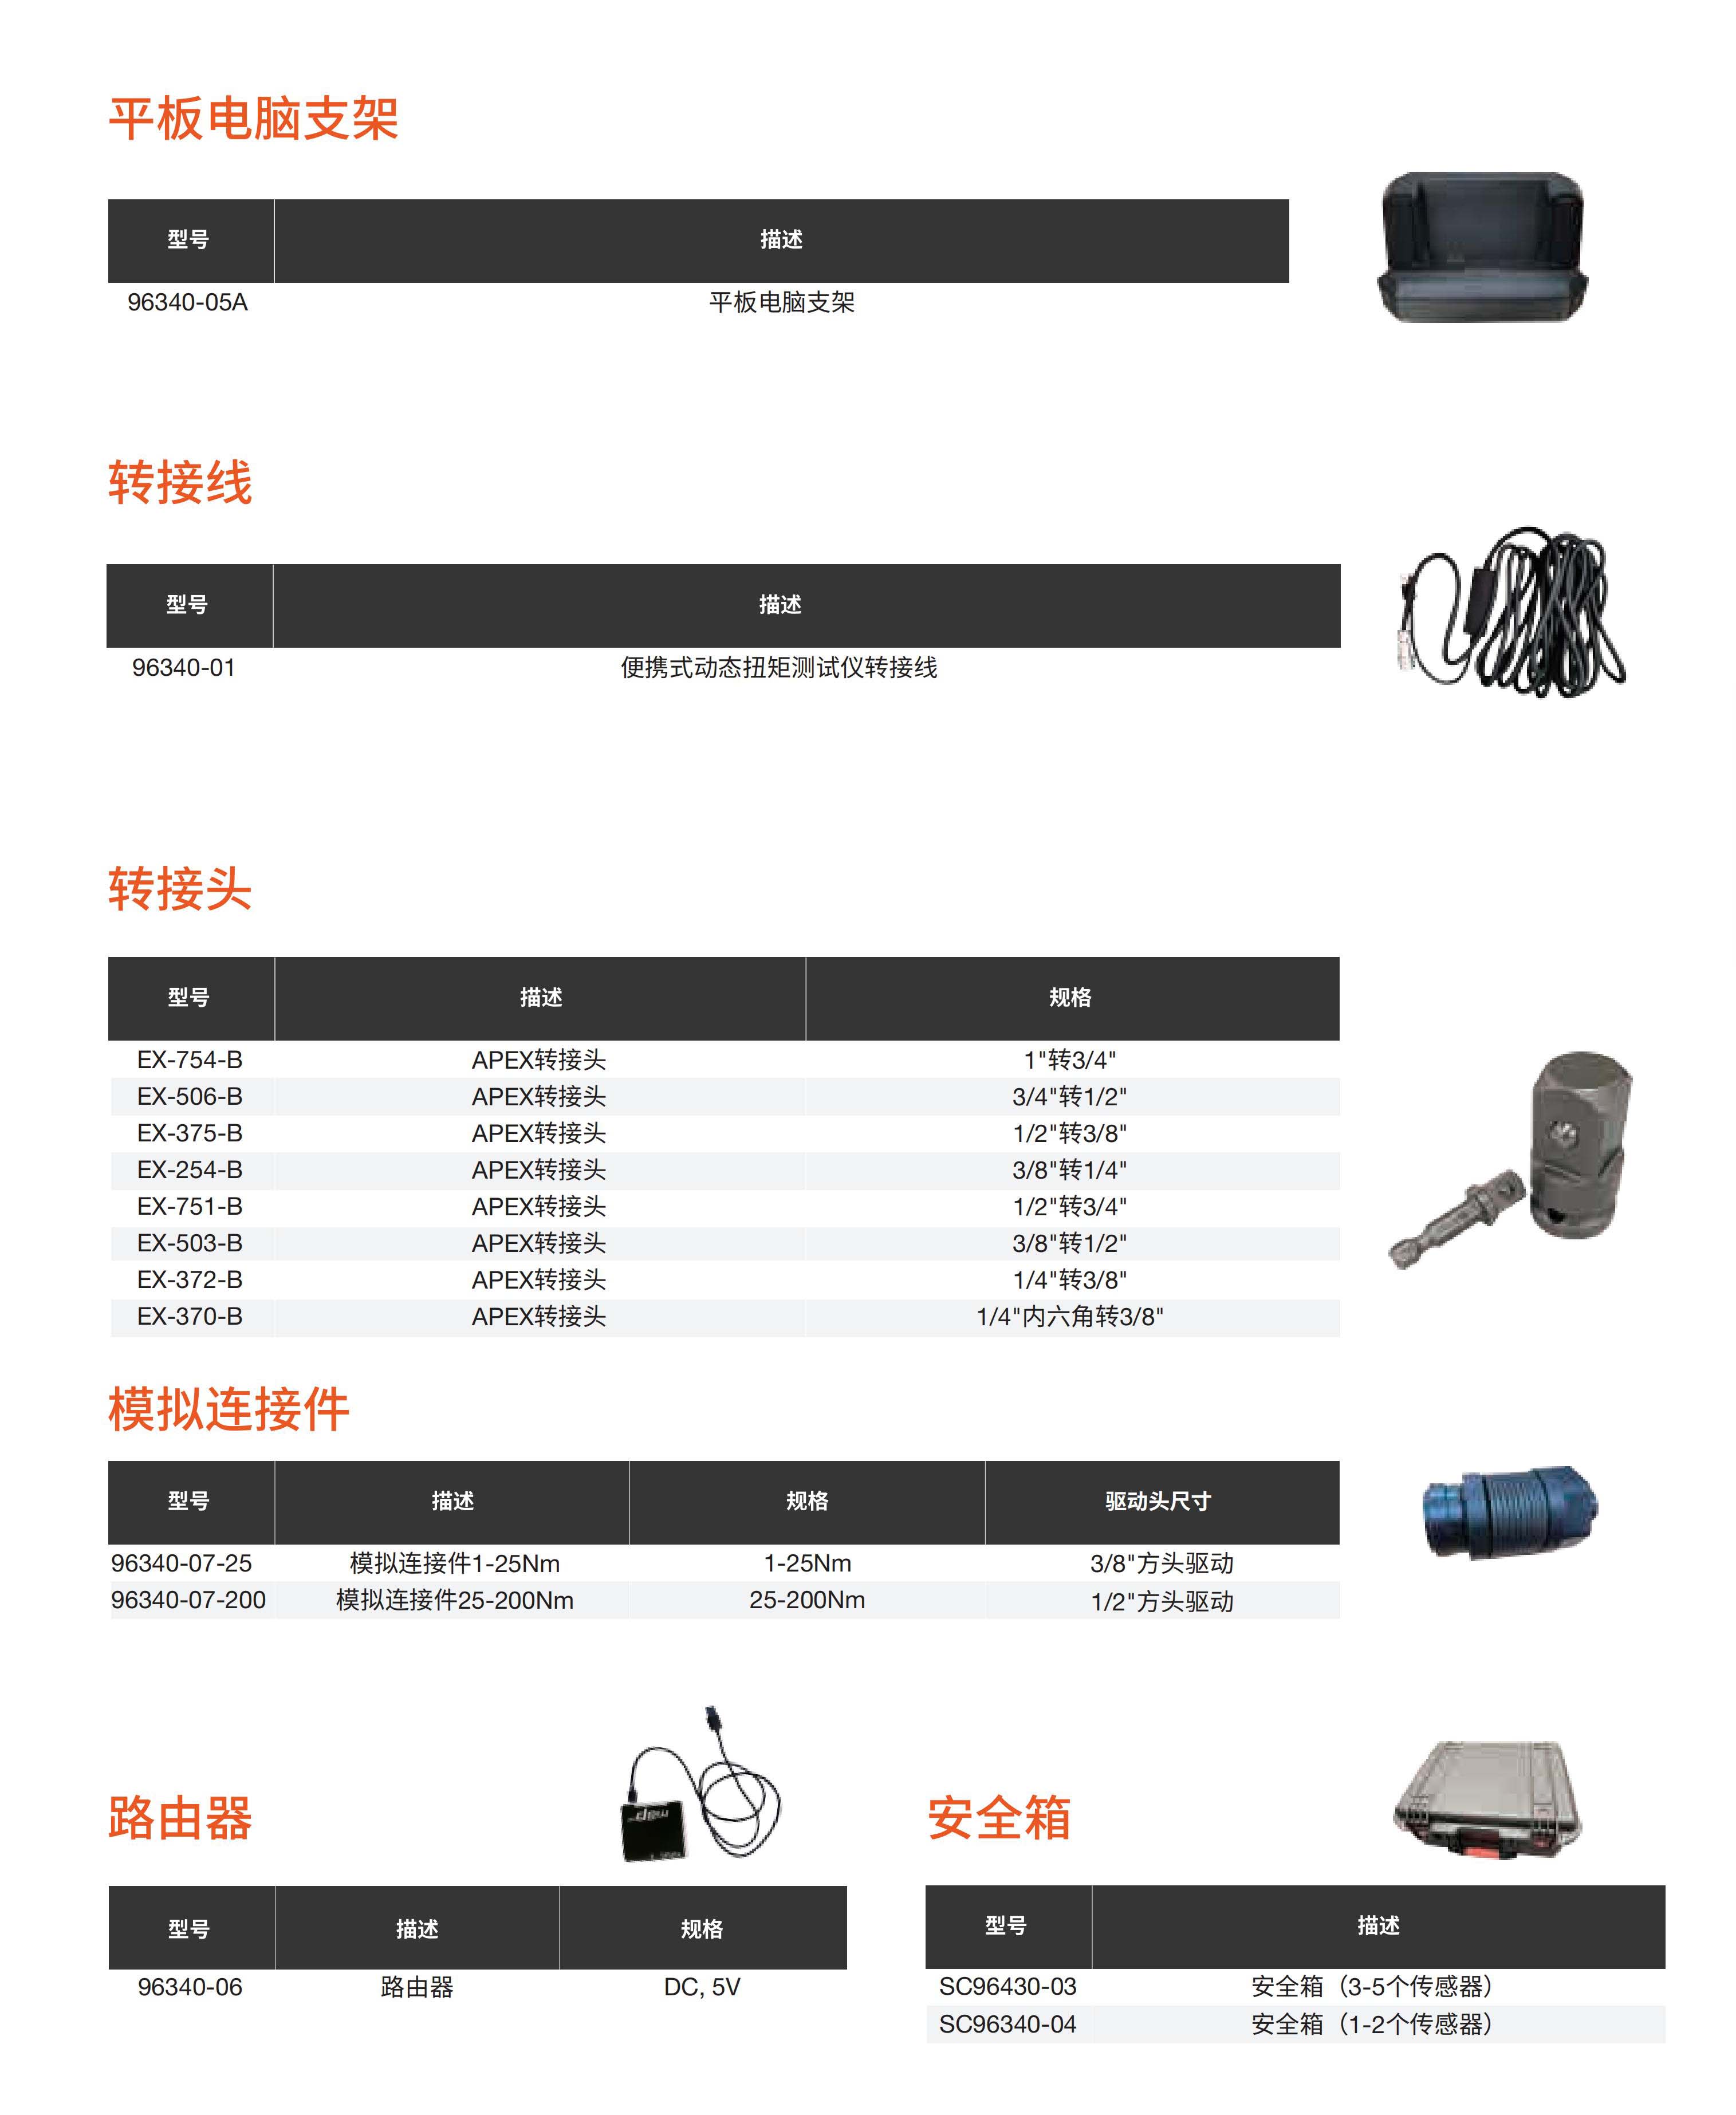 平板电脑支架
型号 描述
96340-05A 平板电脑支架
转接线
型号 描述
96340-01 便携式动态扭矩测试仪转接线
转接头
型号 描述 规格
EX-754-B APEX转接头 1"转3/4"
EX-506-B APEX转接头 3/4"转1/2"
EX-375-B APEX转接头 1/2"转3/8"
EX-254-B APEX转接头 3/8"转1/4"
EX-751-B APEX转接头 1/2"转3/4"
EX-503-B APEX转接头 3/8"转1/2"
EX-372-B APEX转接头 1/4"转3/8"
EX-370-B APEX转接头 1/4"内六角转3/8"
模拟连接件
型号 描述 规格 驱动头尺寸
96340-07-25 模拟连接件1-25Nm 1-25Nm 3/8"方头驱动
96340-07-200 模拟连接件25-200Nm 25-200Nm 1/2"方头驱动
路由器
型号 描述 规格
96340-06 路由器 DC, 5V
安全箱
型号 描述
SC96430-03 安全箱（3-5个传感器）
SC96340-04 安全箱（1-2个传感器）